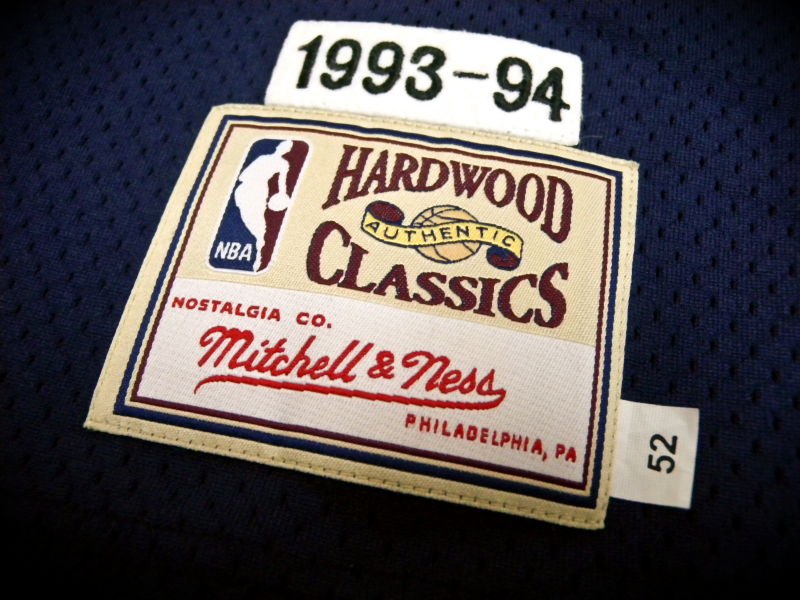 1993-94
NBA
HARDWOOD
AUTHENTIC
CLASSICS
NOSTALGIA CO.
Mitchell & Ness
PHILADELPHIA, PA
52